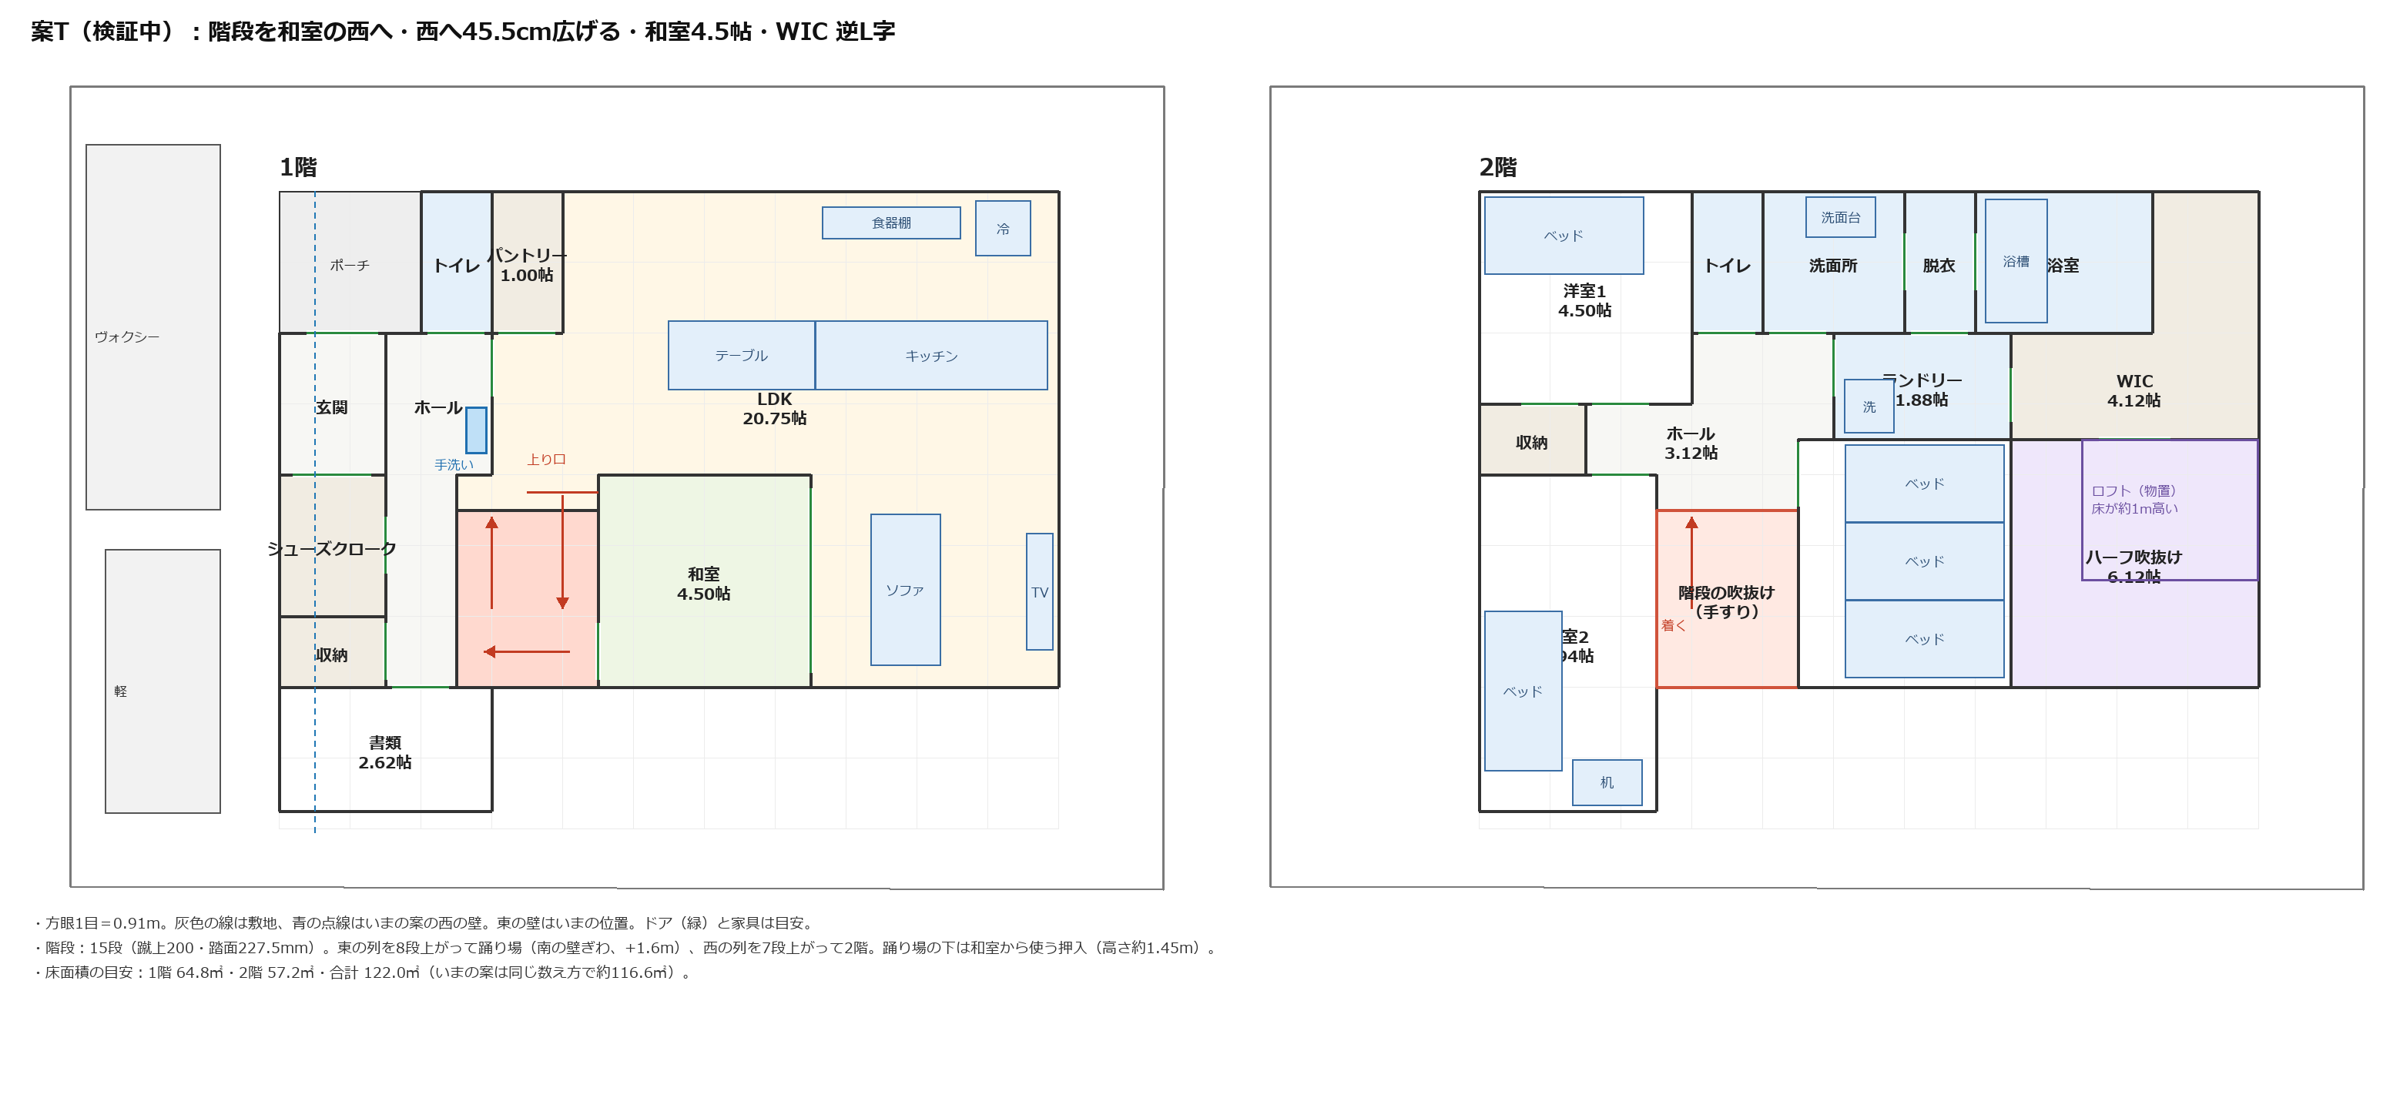 案T（検証中）：階段を和室の西へ・西へ45.5cm広げる・和室4.5帖・WIC 逆L字
1階
ヴォクシー
軽
ポーチ
トイレ
パントリー
1.00帖
食器棚
冷
テーブル
キッチン
LDK
20.75帖
玄関
ホール
手洗い
上り口
シューズクローク
収納
和室
4.50帖
ソファ
TV
書類
2.62帖
2階
ベッド
洋室1
4.50帖
トイレ
洗面台
洗面所
脱衣
浴槽
浴室
ランドリー
1.88帖
洗
WIC
4.12帖
収納
ホール
3.12帖
ベッド
ベッド
ベッド
ロフト（物置）
床が約1m高い
ハーフ吹抜け
6.12帖
階段の吹抜け
（手すり）
着く
室2
94帖
ベッド
机
・方眼1目＝0.91m。灰色の線は敷地、青の点線はいまの案の西の壁。東の壁はいまの位置。ドア（緑）と家具は目安。
・階段：15段（蹴上200・踏面227.5mm）。東の列を8段上がって踊り場（南の壁ぎわ、+1.6m）、西の列を7段上がって2階。踊り場の下は和室から使う押入（高さ約1.45m）。
・床面積の目安：1階 64.8㎡・2階 57.2㎡・合計 122.0㎡（いまの案は同じ数え方で約116.6㎡）。